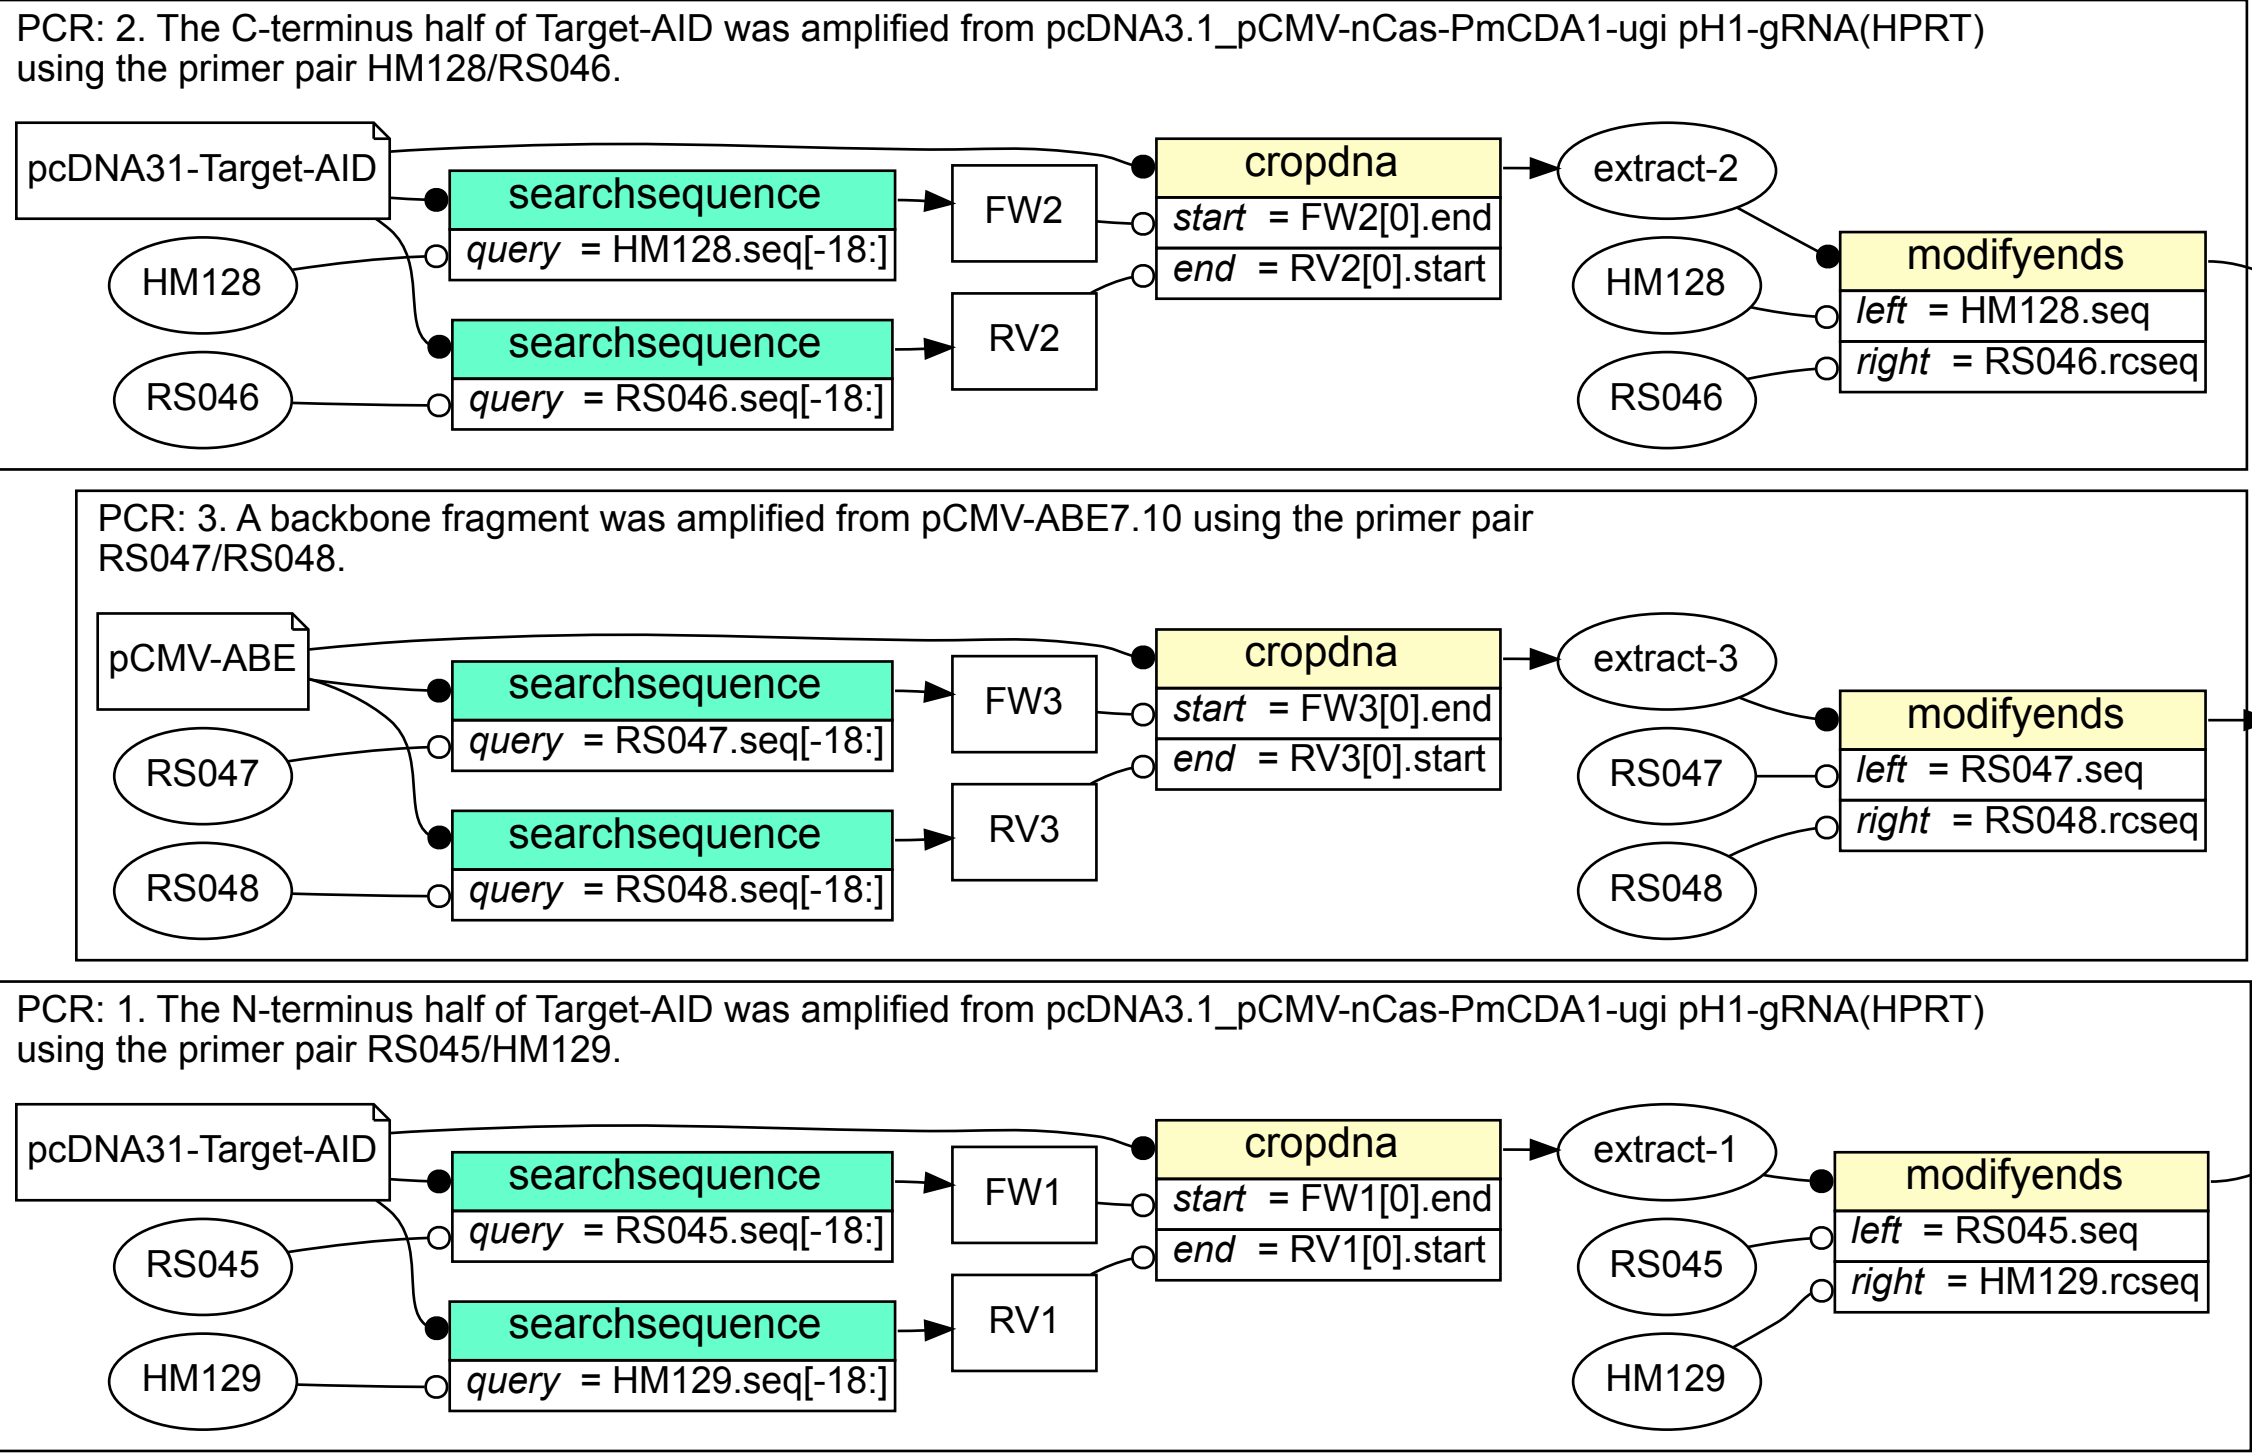 PCR: 2. The C-terminus half of Target-AID was amplified from pcDNA3.1_pCMV-nCas-PmCDA1-ugi pH1-gRNA(HPRT)
using the primer pair HM128/RS046.
pcDNA31-Target-AID
HM128
RS046
searchsequence
query = HM128.seq[-18:]
searchsequence
query = RS046.seq[-18:]
FW2
RV2
cropdna
start = FW2[0].end
end = RV2[0].start
extract-2
HM128
RS046
modifyends
left = HM128.seq
right = RS046.rcseq
PCR: 3. A backbone fragment was amplified from pCMV-ABE7.10 using the primer pair
RS047/RS048.
pCMV-ABE
RS047
RS048
searchsequence
query = RS047.seq[-18:]
searchsequence
query = RS048.seq[-18:]
FW3
RV3
cropdna
start = FW3[0].end
end = RV3[0].start
extract-3
RS047
RS048
modifyends
left = RS047.seq
right = RS048.rcseq
PCR: 1. The N-terminus half of Target-AID was amplified from pcDNA3.1_pCMV-nCas-PmCDA1-ugi pH1-gRNA(HPRT)
using the primer pair RS045/HM129.
pcDNA31-Target-AID
RS045
HM129
searchsequence
query = RS045.seq[-18:]
searchsequence
query = HM129.seq[-18:]
FW1
RV1
cropdna
start = FW1[0].end
end = RV1[0].start
extract-1
RS045
HM129
modifyends
left = RS045.seq
right = HM129.rcseq